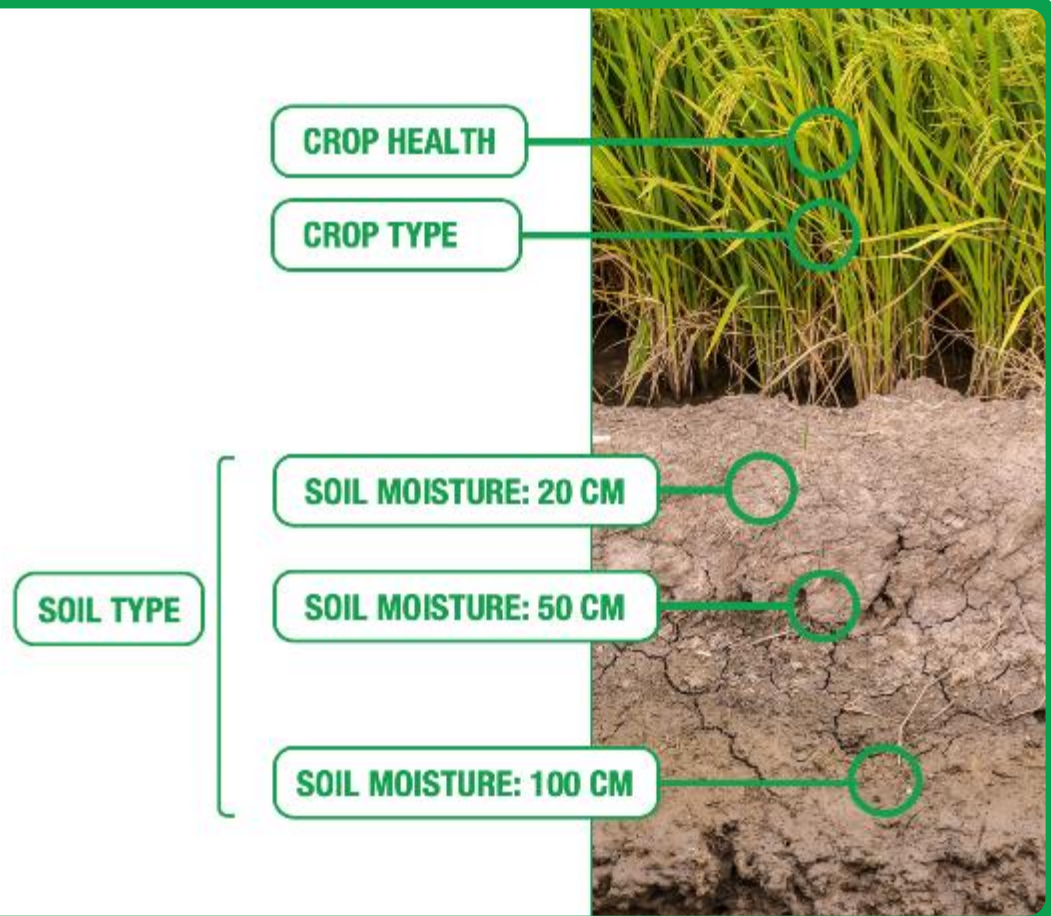 CROP HEALTH
CROP TYPE
SOIL MOISTURE: 20 CM
SOIL TYPE
SOIL MOISTURE: 50 CM
SOIL MOISTURE: 100 CM